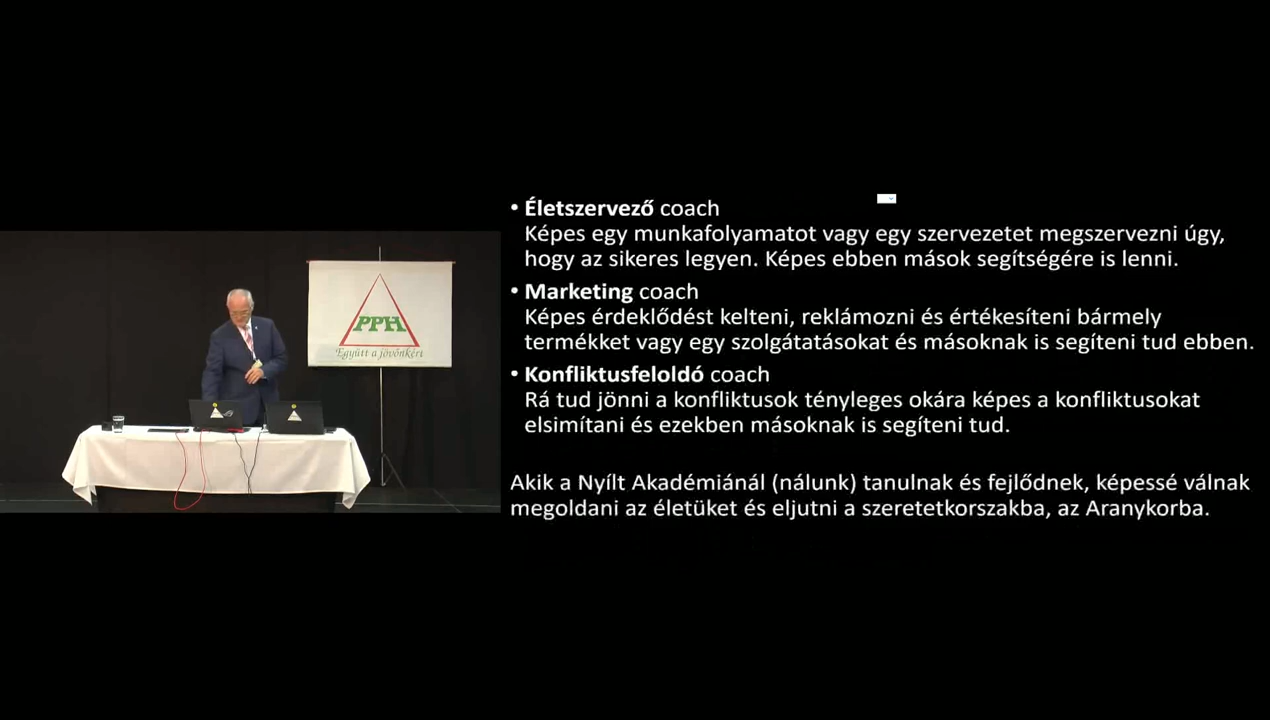 • Életszervező coach
Képes egy munkafolyamatot vagy egy szervezetet megszervezni úgy,
hogy az sikeres legyen. Képes ebben mások segítségére is lenni.
• Marketing coach
Képes érdeklődést kelteni, reklámozni és értékesíteni bármely
termékket vagy egy szolgátatásokat és másoknak is segíteni tud ebben.
• Konfliktusfeloldó coach
Rá tud jönni a konfliktusok tényleges okára képes a konfliktusokat
elsimítani és ezekben másoknak is segíteni tud.
Akik a Nyílt Akadémiánál (nálunk) tanulnak és fejlődnek, képessé válnak
megoldani az életüket és eljutni a szeretetkorszakba, az Aranykorba.
PPH
Együtt a jövőnkért